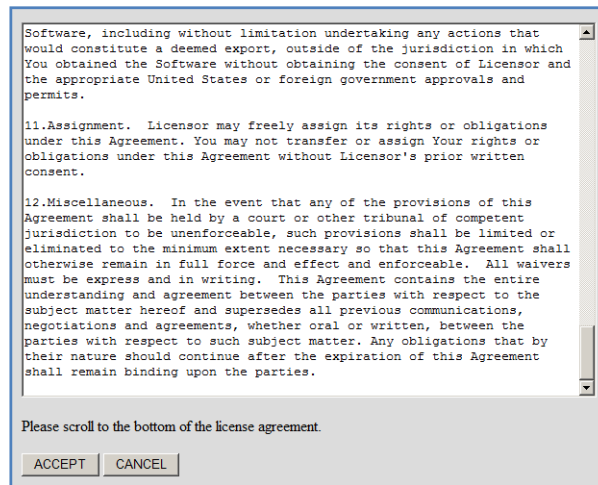 Software, including without limitation undertaking any actions that
would constitute a deemed export, outside of the jurisdiction in which
You obtained the Software without obtaining the consent of Licensor and
the appropriate United States or foreign government approvals and
permits.
11.Assignment.  Licensor may freely assign its rights or obligations
under this Agreement. You may not transfer or assign Your rights or
obligations under this Agreement without Licensor's prior written
consent.
12.Miscellaneous.  In the event that any of the provisions of this
Agreement shall be held by a court or other tribunal of competent
jurisdiction to be unenforceable, such provisions shall be limited or
eliminated to the minimum extent necessary so that this Agreement shall
otherwise remain in full force and effect and enforceable.  All waivers
must be express and in writing.  This Agreement contains the entire
understanding and agreement between the parties with respect to the
subject matter hereof and supersedes all previous communications,
negotiations and agreements, whether oral or written, between the
parties with respect to such subject matter. Any obligations that by
their nature should continue after the expiration of this Agreement
shall remain binding upon the parties.
Please scroll to the bottom of the license agreement.
ACCEPT CANCEL